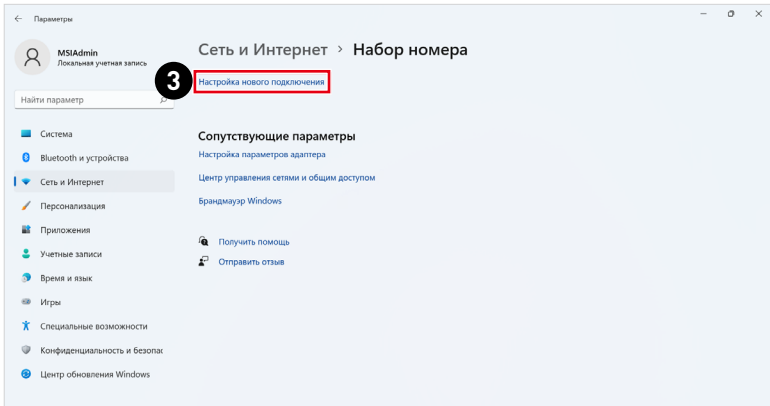 Параметры
MSIAdmin
Локальная учетная запись
Найти параметр
Система
Bluetooth и устройства
Сеть и Интернет
Персонализация
Приложения
Учетные записи
Время и язык
Игры
Специальные возможности
Конфиденциальность и безопас
Центр обновления Windows
Сеть и Интернет > Набор номера
3
Настройка нового подключения
Сопутствующие параметры
Настройка параметров адаптера
Центр управления сетями и общим доступом
Брандмауэр Windows
Получить помощь
Отправить отзыв